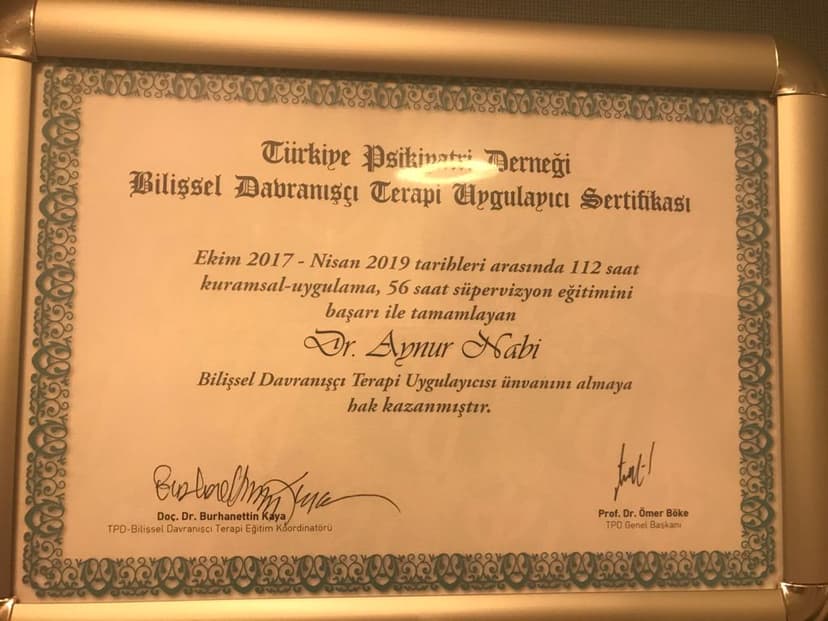 Türkiye Psikiyatri Derneği
Bilişsel Davranışçı Terapi Uygulayıcı Sertifikası
Ekim 2017 - Nisan 2019 tarihleri arasında 112 saat
kuramsal-uygulama, 56 saat süpervizyon eğitimini
başarı ile tamamlayan
Dr. Aynur Nabi
Bilişsel Davranışçı Terapi Uygulayıcısı ünvanını almaya
hak kazanmıştır.
Doç. Dr. Burhanettin Kaya
TPD-Bilişsel Davranışçı Terapi Eğitim Koordinatörü
Prof. Dr. Ömer Böke
TPD Genel Başkanı